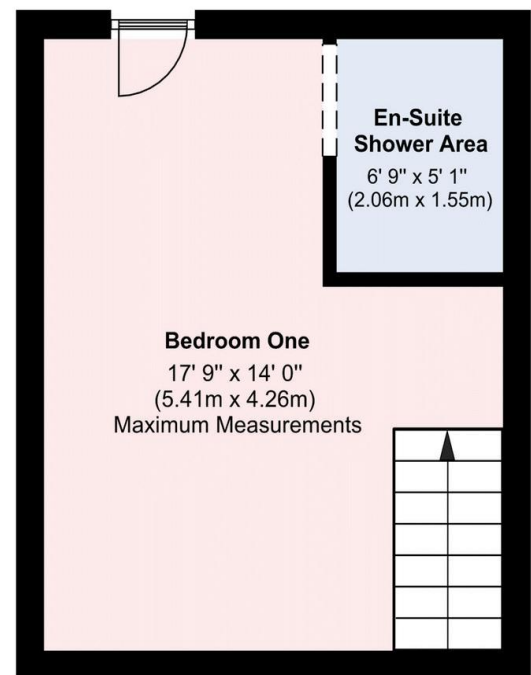 En-Suite
Shower Area
6' 9" x 5' 1"
(2.06m x 1.55m)
Bedroom One
17' 9" x 14' 0"
(5.41m x 4.26m)
Maximum Measurements